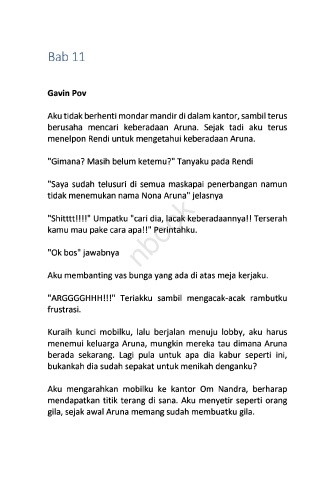 Bab 11
Gavin Pov
Aku tidak berhenti mondar mandir di dalam kantor, sambil terus
berusaha mencari keberadaan Aruna. Sejak tadi aku terus
menelpon Rendi untuk mengetahui keberadaan Aruna.
"Gimana? Masih belum ketemu?" Tanyaku pada Rendi
"Saya sudah telusuri di semua maskapai penerbangan namun
tidak menemukan nama Nona Aruna" jelasnya
"Shitttt!!!!" Umpatku "cari dia, lacak keberadaannya!! Terserah
kamu mau pake cara apa!!" Perintahku.
"Ok bos" jawabnya
Aku membanting vas bunga yang ada di atas meja kerjaku.
"ARGGGGHHH!!!" Teriakku sambil mengacak-acak rambutku
frustrasi.
Kuraih kunci mobilku, lalu berjalan menuju lobby, aku harus
menemui keluarga Aruna, mungkin mereka tau dimana Aruna
berada sekarang. Lagi pula untuk apa dia kabur seperti ini,
bukankah dia sudah sepakat untuk menikah denganku?
Aku mengarahkan mobilku ke kantor Om Nandra, berharap
mendapatkan titik terang di sana. Aku menyetir seperti orang
gila, sejak awal Aruna memang sudah membuatku gila.